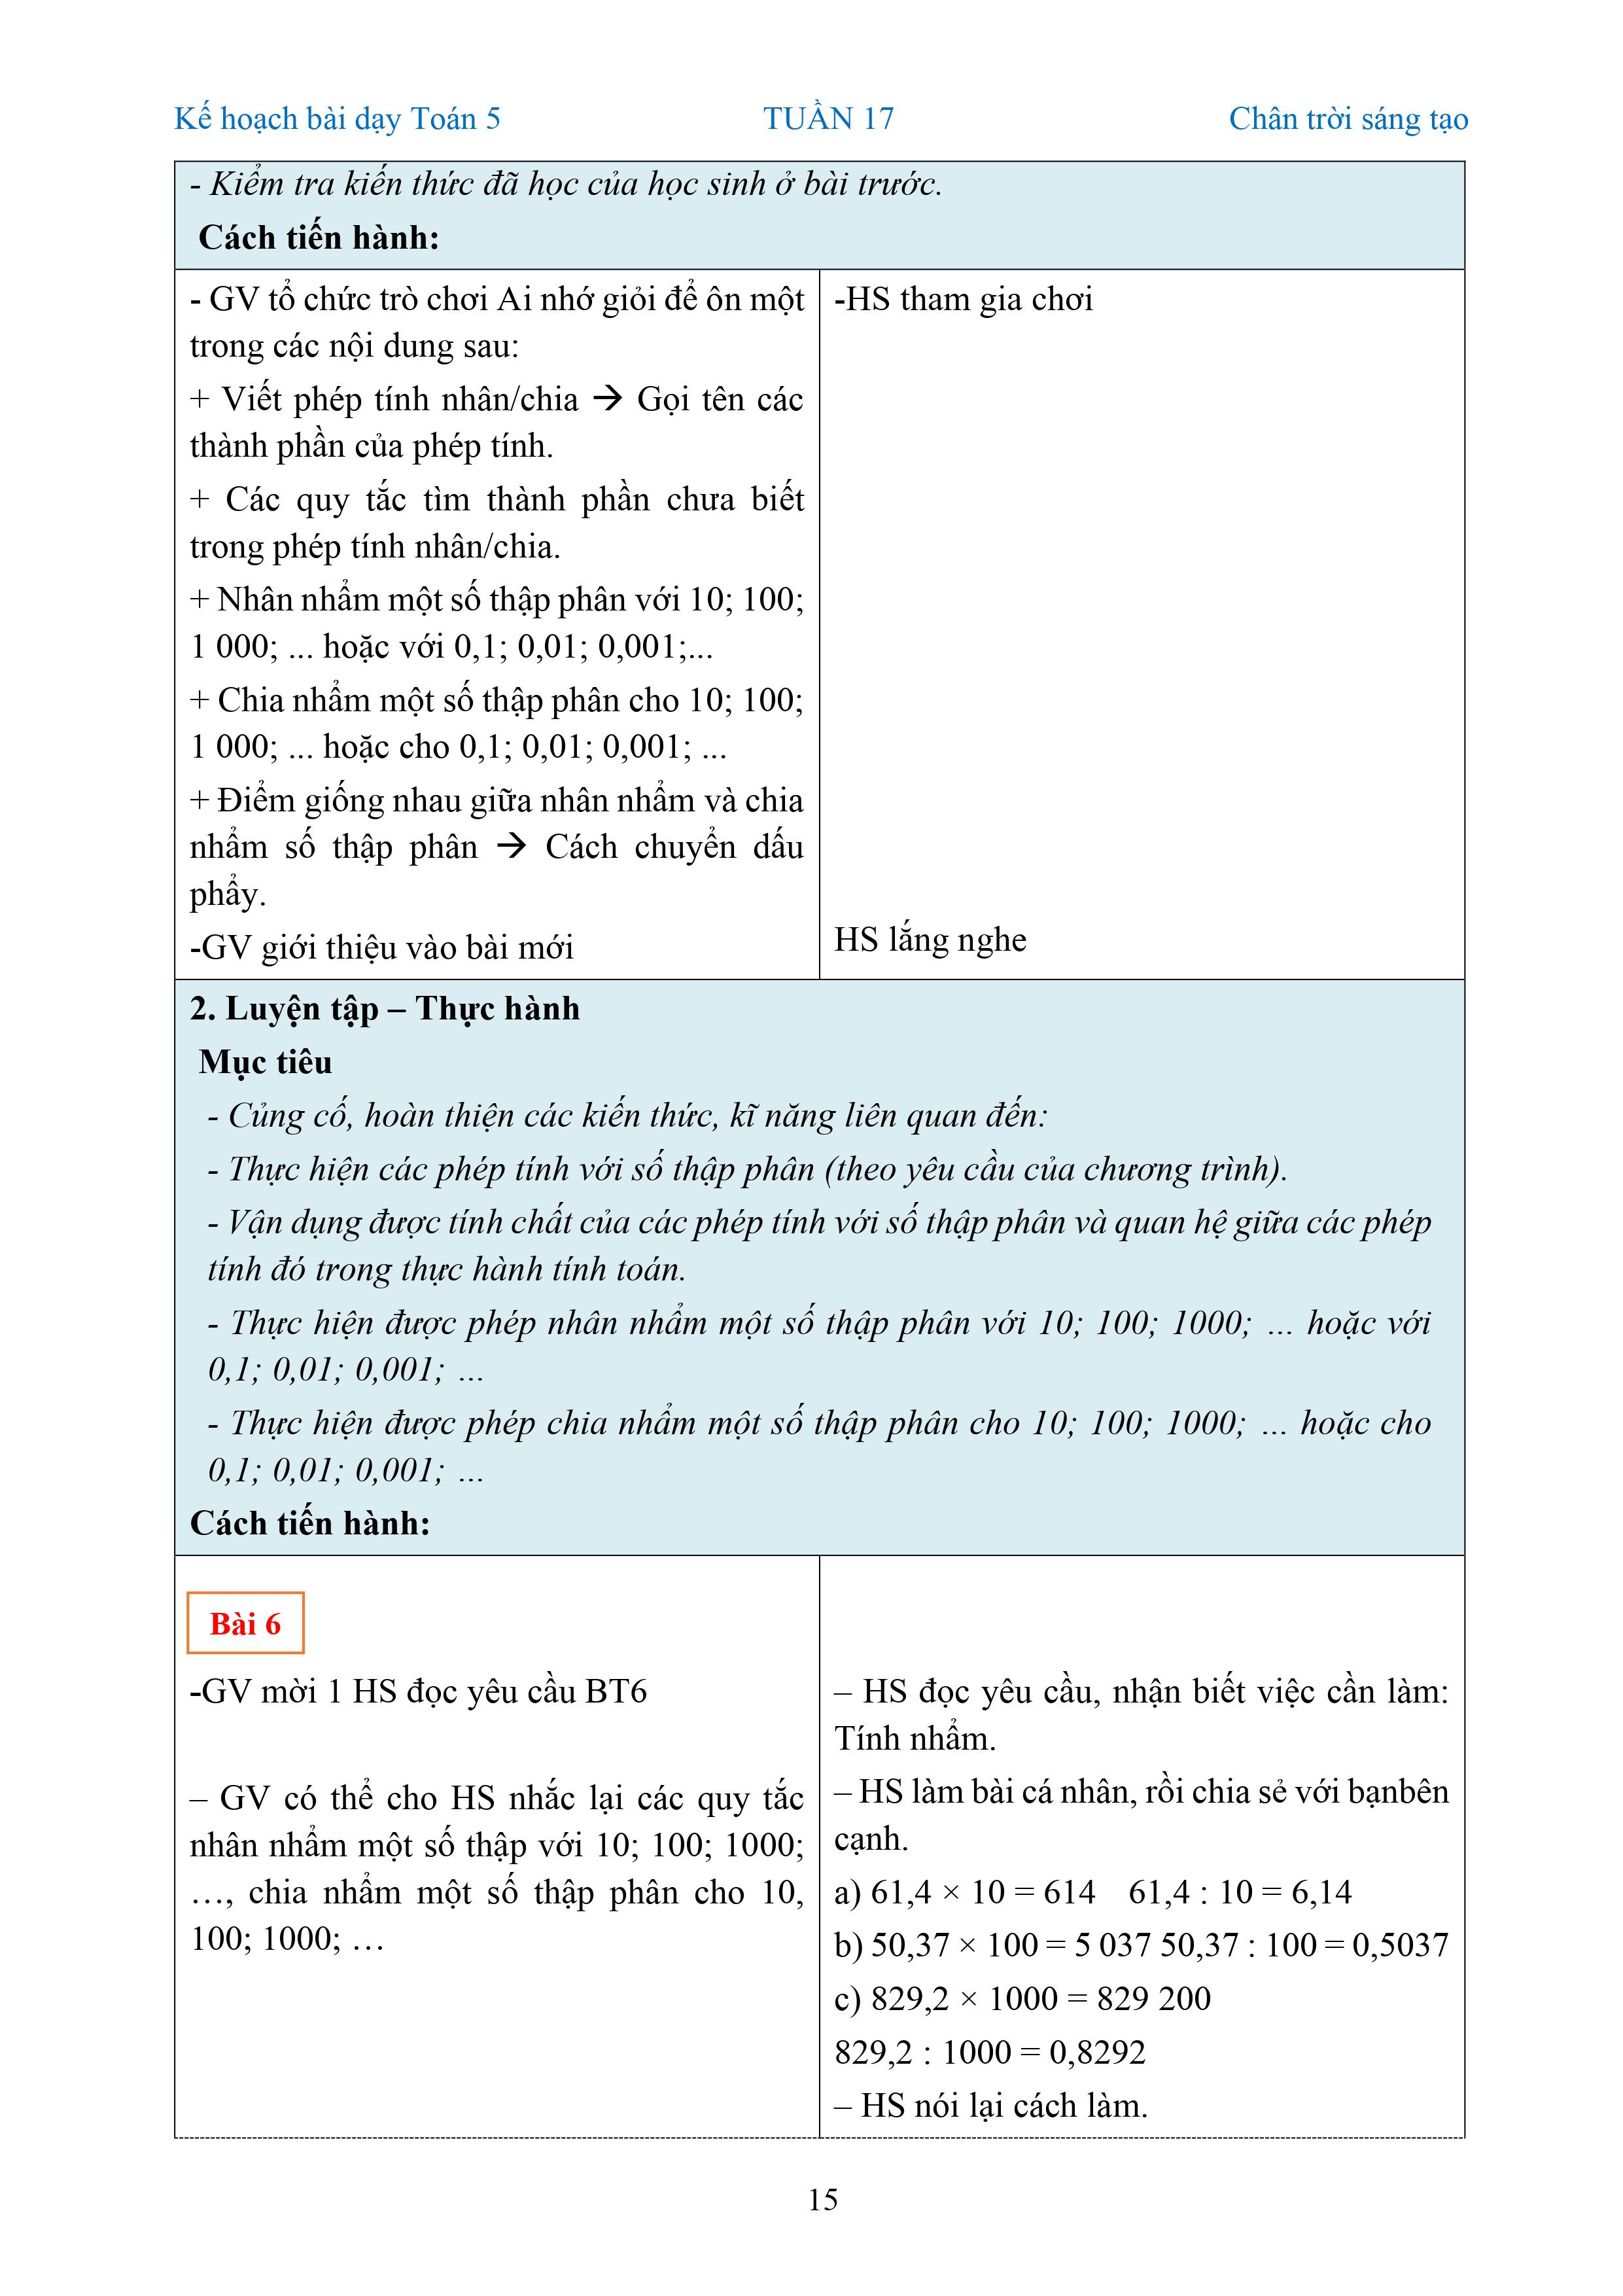 Kế hoạch bài dạy Toán 5 TUẦN 17 Chân trời sáng tạo
- Kiểm tra kiến thức đã học của học sinh ở bài trước.
Cách tiến hành:
- GV tổ chức trò chơi Ai nhớ giỏi để ôn một
trong các nội dung sau:
+ Viết phép tính nhân/chia → Gọi tên các
thành phần của phép tính.
+ Các quy tắc tìm thành phần chưa biết
trong phép tính nhân/chia.
+ Nhân nhẩm một số thập phân với 10; 100;
1 000; ... hoặc với 0,1; 0,01; 0,001;...
+ Chia nhẩm một số thập phân cho 10; 100;
1 000; ... hoặc cho 0,1; 0,01; 0,001; ...
+ Điểm giống nhau giữa nhân nhẩm và chia
nhẩm số thập phân → Cách chuyển dấu
phẩy.
-GV giới thiệu vào bài mới
-HS tham gia chơi
HS lắng nghe
2. Luyện tập – Thực hành
Mục tiêu
- Củng cố, hoàn thiện các kiến thức, kĩ năng liên quan đến:
- Thực hiện các phép tính với số thập phân (theo yêu cầu của chương trình).
- Vận dụng được tính chất của các phép tính với số thập phân và quan hệ giữa các phép
tính đó trong thực hành tính toán.
- Thực hiện được phép nhân nhẩm một số thập phân với 10; 100; 1000; ... hoặc với
0,1; 0,01; 0,001; ...
- Thực hiện được phép chia nhẩm một số thập phân cho 10; 100; 1000; ... hoặc cho
0,1; 0,01; 0,001; ...
Cách tiến hành:
Bài 6
-GV mời 1 HS đọc yêu cầu BT6
– GV có thể cho HS nhắc lại các quy tắc
nhân nhẩm một số thập với 10; 100; 1000;
…, chia nhẩm một số thập phân cho 10,
100; 1000; …
– HS đọc yêu cầu, nhận biết việc cần làm:
Tính nhẩm.
– HS làm bài cá nhân, rồi chia sẻ với bạnbên
cạnh.
a) 61,4 × 10 = 614 61,4 : 10 = 6,14
b) 50,37 × 100 = 5 037 50,37 : 100 = 0,5037
c) 829,2 × 1000 = 829 200
829,2 : 1000 = 0,8292
– HS nói lại cách làm.
15